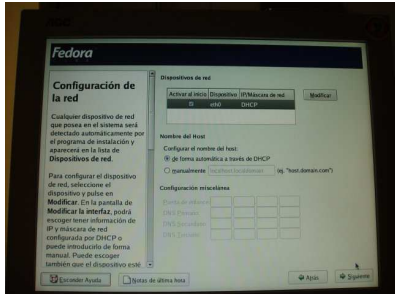 Fedora
Configuración de
la red
Cualquier dispositivo de red
que posea en el sistema será
detectado automáticamente por
el programa de instalación y
aparecerá en la lista de
Dispositivos de red.
Para configurar el dispositivo
de red, seleccione el
dispositivo y pulse en
Modificar. En la pantalla de
Modificar la interfaz, podrá
escoger tener información de
IP y máscara de red
configurada por DHCP o
puede introducirlo de forma
manual. Puede escoger
también que el dispositivo esté
Dispositivos de red
Activar al inicio Dispositivo IP/Máscara de red
eth0 DHCP
Modificar
Nombre del Host
Configurar el nombre del host:
de forma automática a través de DHCP
manualmente localhost.localdomain (ej. "host.domain.com")
Configuración miscelánea
Esconder Ayuda
Notas de última hora
Atrás
Siguiente